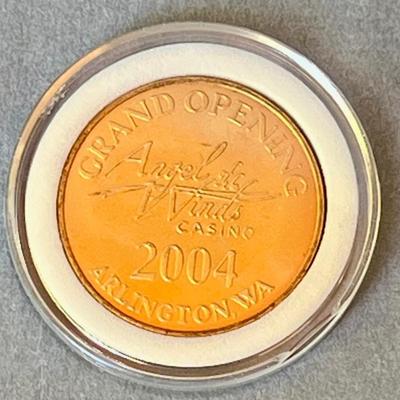 GRAND OPENING
Angel of the
Winds
CASINO
2004
ARLINGTON, WA